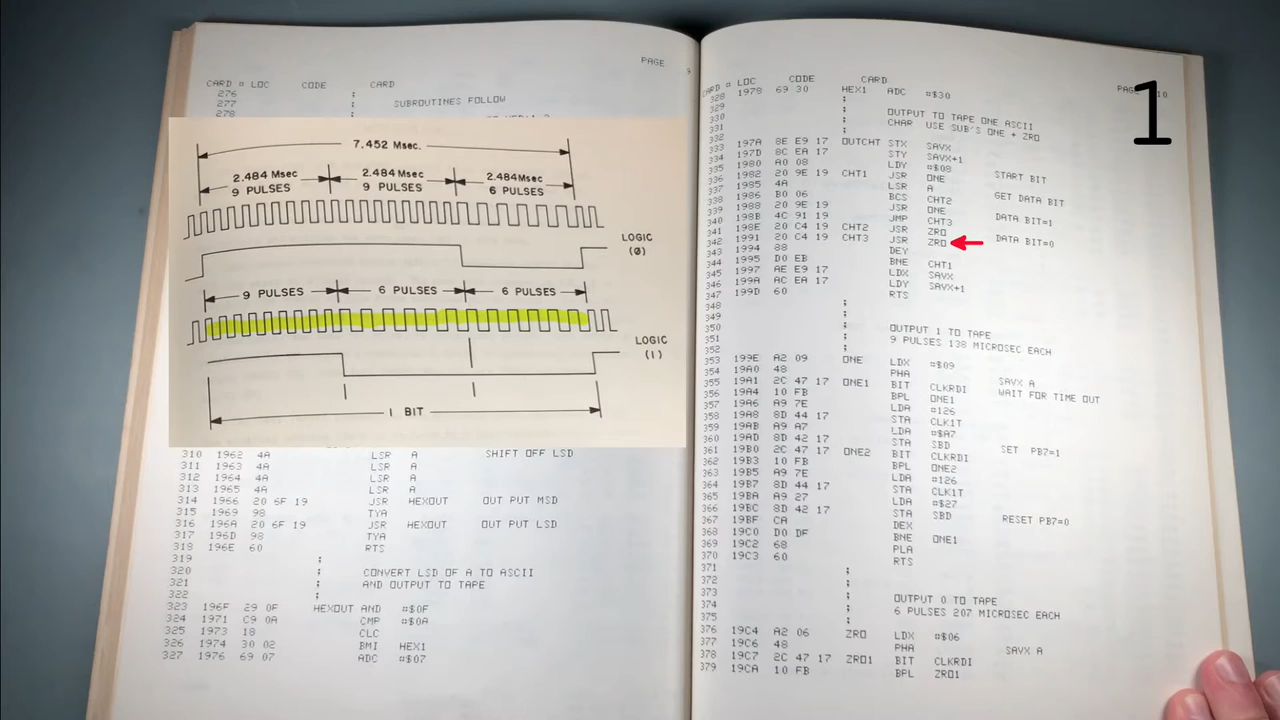 PAGE 9
CARD ¤ LOC CODE CARD
276 ;
277 SUBROUTINES FOLLOW
278
7.452 Msec.
2.484 Msec 2.484 Msec 2.484 Msec
9 PULSES 9 PULSES 6 PULSES
LOGIC
(0)
9 PULSES 6 PULSES 6 PULSES
LOGIC
(1)
1 BIT
310 1962 4A LSR A SHIFT OFF LSD
311 1963 4A LSR A
312 1964 4A LSR A
313 1965 4A LSR A
314 1966 20 6F 19 JSR HEXOUT OUT PUT MSD
315 1969 98 TYA
316 196A 20 6F 19 JSR HEXOUT OUT PUT LSD
317 196D 98 TYA
318 196E 60 RTS
319 ;
320 ; CONVERT LSD OF A TO ASCII
321 ; AND OUTPUT TO TAPE
322 ;
323 196F 29 0F HEXOUT AND ¤$0F
324 1971 C9 0A CMP ¤$0A
325 1973 18 CLC
326 1974 30 02 BMI HEX1
327 1976 69 07 ADC ¤$07
1
PAGE 10
CARD ¤ LOC CODE CARD
328 1978 69 30 HEX1 ADC ¤$30
329 ;
330 ; OUTPUT TO TAPE ONE ASCII
331 ; CHAR USE SUB'S ONE + ZRO
332 ;
333 197A 8E E9 17 OUTCHT STX SAVX
334 197D 8C EA 17 STY SAVX+1
335 1980 A0 08 LDY ¤$08
336 1982 20 9E 19 CHT1 JSR ONE START BIT
337 1985 4A LSR A
338 1986 B0 06 BCS CHT2 GET DATA BIT
339 1988 20 9E 19 JSR ONE
340 198B 4C 91 19 JMP CHT3 DATA BIT=1
341 198E 20 C4 19 CHT2 JSR ZRO
342 1991 20 C4 19 CHT3 JSR ZRO DATA BIT=0
343 1994 88 DEY
344 1995 D0 EB BNE CHT1
345 1997 AE E9 17 LDX SAVX
346 199A AC EA 17 LDY SAVX+1
347 199D 60 RTS
348 ;
349 ;
350 ; OUTPUT 1 TO TAPE
351 ; 9 PULSES 138 MICROSEC EACH
352 ;
353 199E A2 09 ONE LDX ¤$09
354 19A0 48 PHA SAVX A
355 19A1 2C 47 17 ONE1 BIT CLKRDI WAIT FOR TIME OUT
356 19A4 10 FB BPL ONE1
357 19A6 A9 7E LDA ¤126
358 19A8 8D 44 17 STA CLK1T
359 19AB A9 A7 LDA ¤$A7
360 19AD 8D 42 17 STA SBD SET PB7=1
361 19B0 2C 47 17 ONE2 BIT CLKRDI
362 19B3 10 FB BPL ONE2
363 19B5 A9 7E LDA ¤126
364 19B7 8D 44 17 STA CLK1T
365 19BA A9 27 LDA ¤$27
366 19BC 8D 42 17 STA SBD RESET PB7=0
367 19BF CA DEX
368 19C0 D0 DF BNE ONE1
369 19C2 68 PLA
370 19C3 60 RTS
371 ;
372 ;
373 ;
374 ; OUTPUT 0 TO TAPE
375 ; 6 PULSES 207 MICROSEC EACH
376 19C4 A2 06 ZRO LDX ¤$06
377 19C6 48 PHA SAVX A
378 19C7 2C 47 17 ZRO1 BIT CLKRDI
379 19CA 10 FB BPL ZRO1